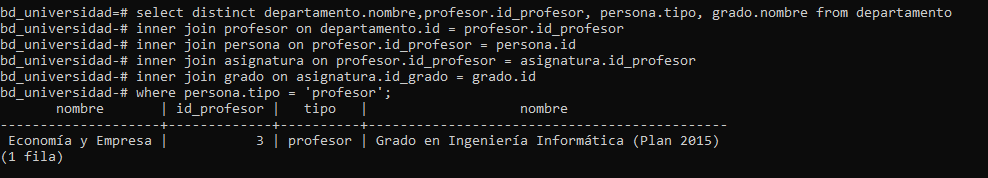 bd_universidad=# select distinct departamento.nombre,profesor.id_profesor, persona.tipo, grado.nombre from departamento
bd_universidad-# inner join profesor on departamento.id = profesor.id_profesor
bd_universidad-# inner join persona on profesor.id_profesor = persona.id
bd_universidad-# inner join asignatura on profesor.id_profesor = asignatura.id_profesor
bd_universidad-# inner join grado on asignatura.id_grado = grado.id
bd_universidad-# where persona.tipo = 'profesor';
       nombre       | id_profesor |   tipo   |                     nombre
--------------------+-------------+----------+------------------------------------------------
 Economía y Empresa |           3 | profesor | Grado en Ingeniería Informática (Plan 2015)
(1 fila)